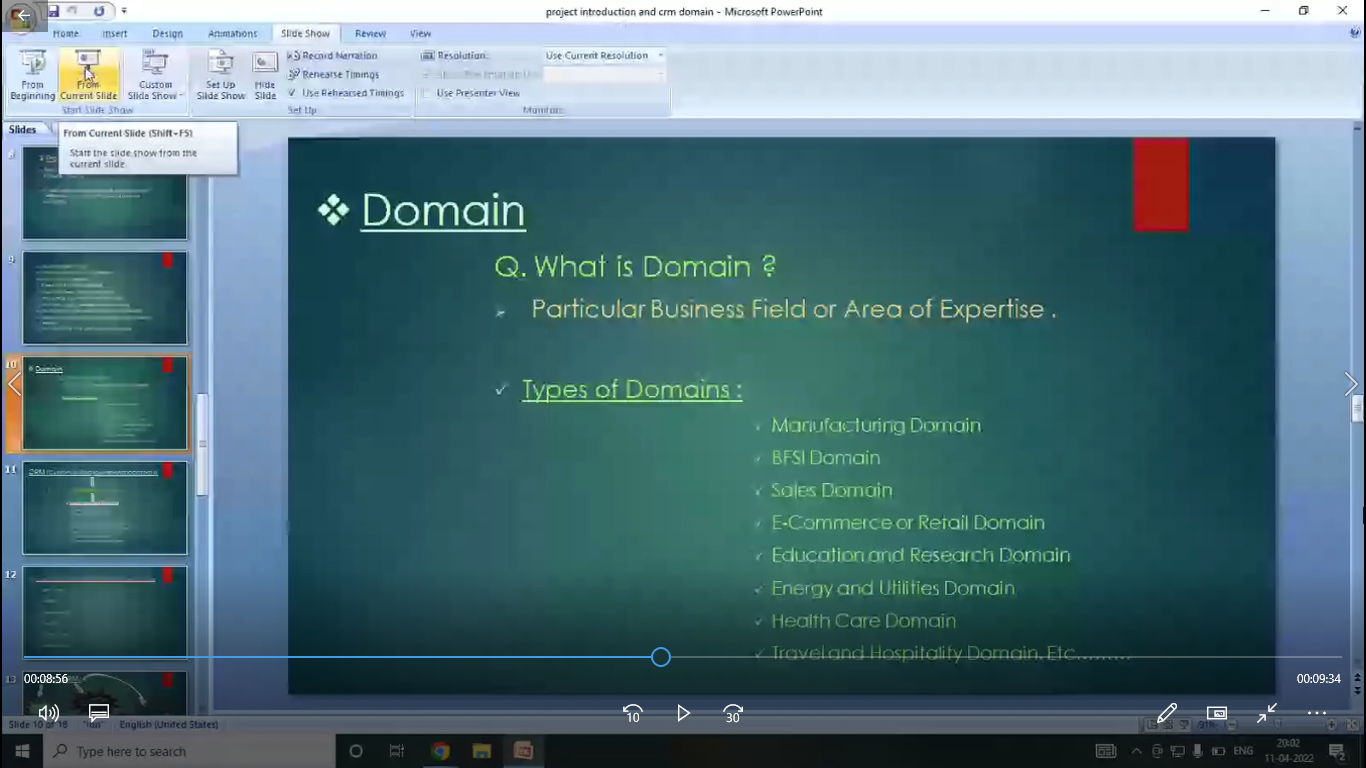 project introduction and crm domain - Microsoft PowerPoint
Home Insert Design Animations Slide Show Review View
From Beginning
From Current Slide
Custom Slide Show
Set Up Slide Show
Hide Slide
Record Narration
Rehearse Timings
Use Rehearsed Timings
Resolution:
Use Current Resolution
Use Presenter View
Start Slide Show
Set Up
Monitors
Slides
From Current Slide (Shift+F5)
Start the slide show from the
current slide.
9
10
Domain
11
12
13
❖ Domain
Q. What is Domain ?
Particular Business Field or Area of Expertise .
Types of Domains :
Manufacturing Domain
BFSI Domain
Sales Domain
E-Commerce or Retail Domain
Education and Research Domain
Energy and Utilities Domain
Health Care Domain
Travel and Hospitality Domain. Etc.........
00:08:56
00:09:34
10
30
Slide 10 of 18
English (United States)
91%
Type here to search
ENG
20:02
11-04-2022
2